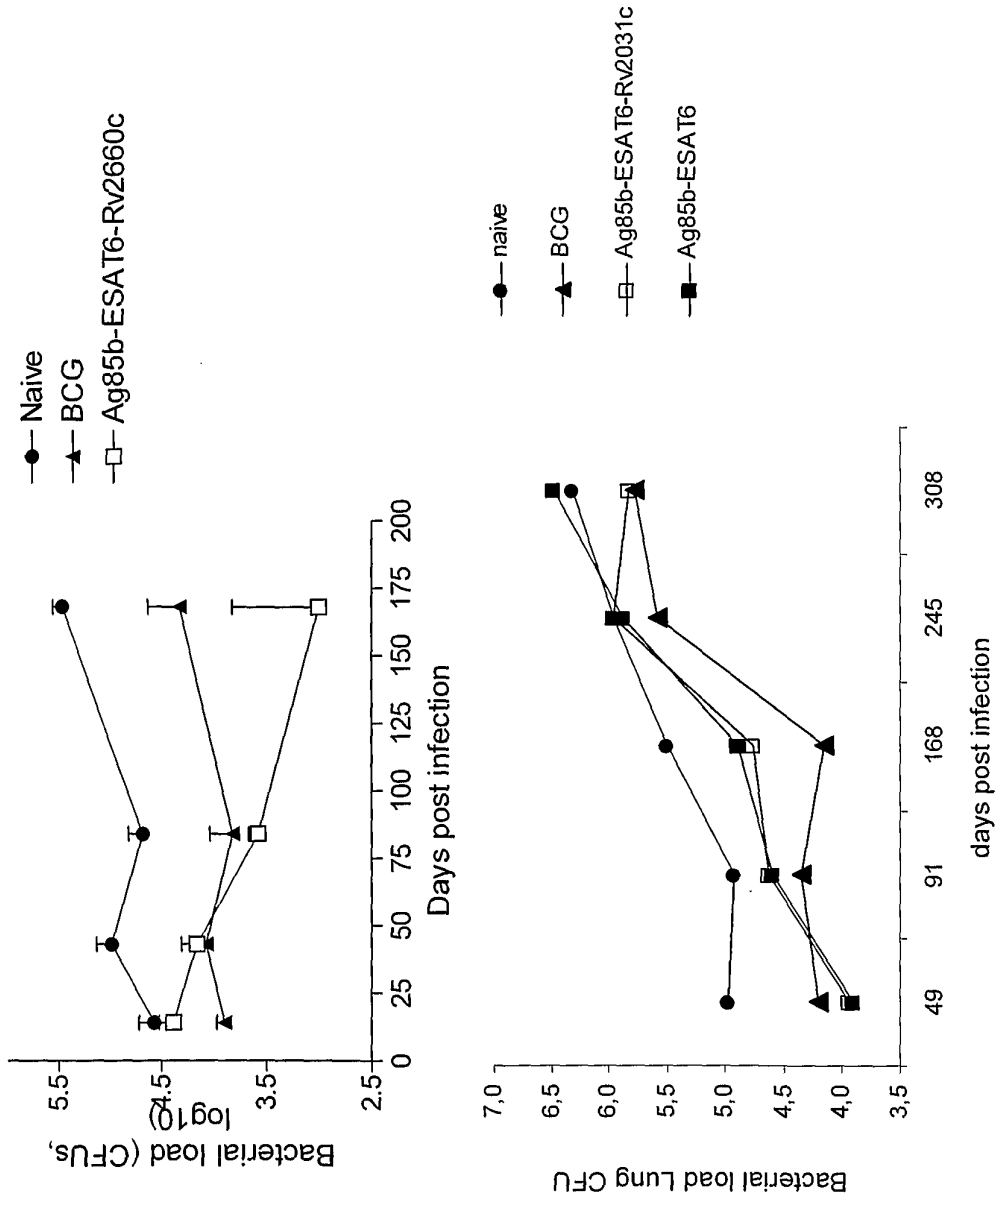 Naive
BCG
Ag85b-ESAT6-Rv2660c
Bacterial load (CFUs,
log10)
5.5
4.5
3.5
2.5
0 25 50 75 100 125 150 175 200
Days post infection
naive
BCG
Ag85b-ESAT6-Rv2031c
Ag85b-ESAT6
Bacterial load Lung CFU
7,0
6,5
6,0
5,5
5,0
4,5
4,0
3,5
49 91 168 245 308
days post infection